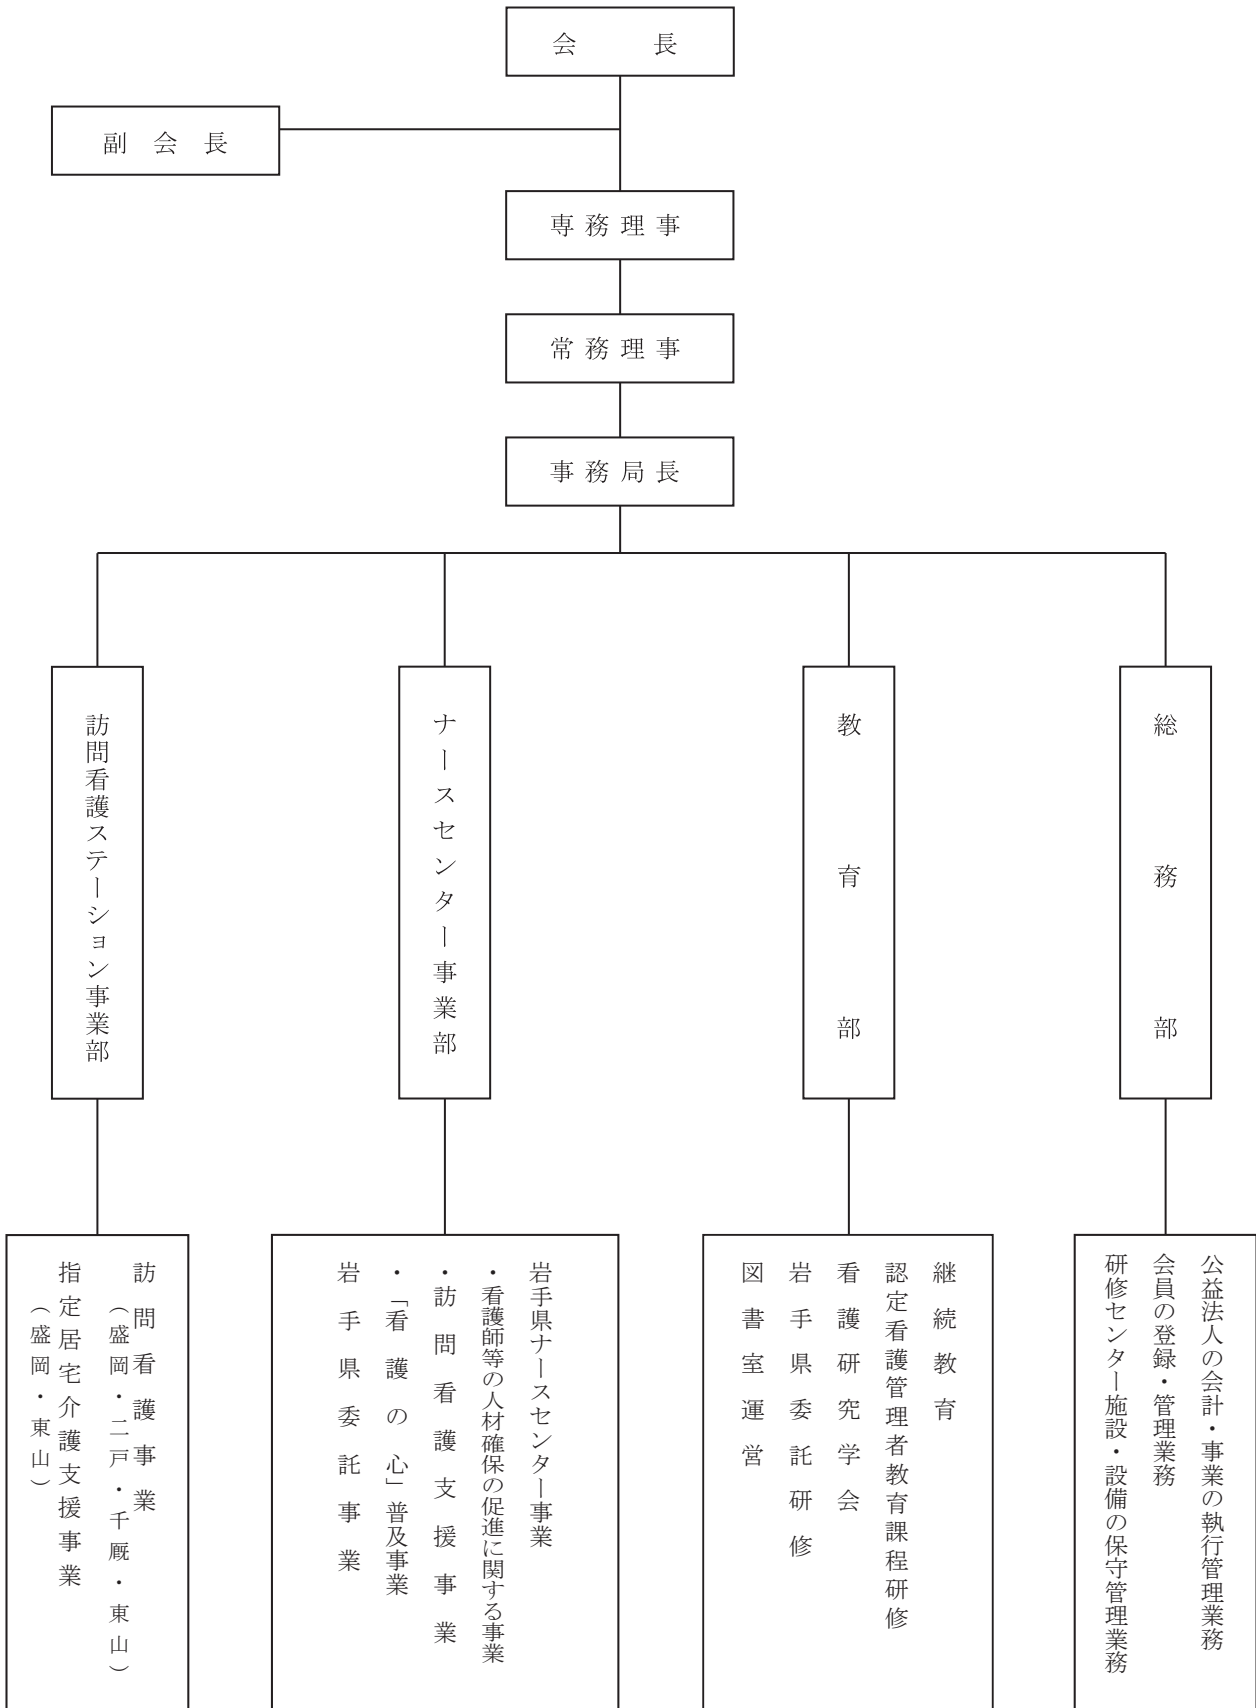 会長
副会長
専務理事
常務理事
事務局長
総務部
教育部
ナースセンター事業部
訪問看護ステーション事業部
公益法人の会計・事業の執行管理業務
会員の登録・管理業務
研修センター施設・設備の保守管理業務
継続教育
認定看護管理者教育課程研修
看護研究学会
岩手県委託研修
図書室運営
岩手県ナースセンター事業
・看護師等の人材確保の促進に関する事業
・訪問看護支援事業
・「看護の心」普及事業
岩手県委託事業
訪問看護事業
(盛岡・二戸・千厩・東山)
指定居宅介護支援事業
(盛岡・東山)